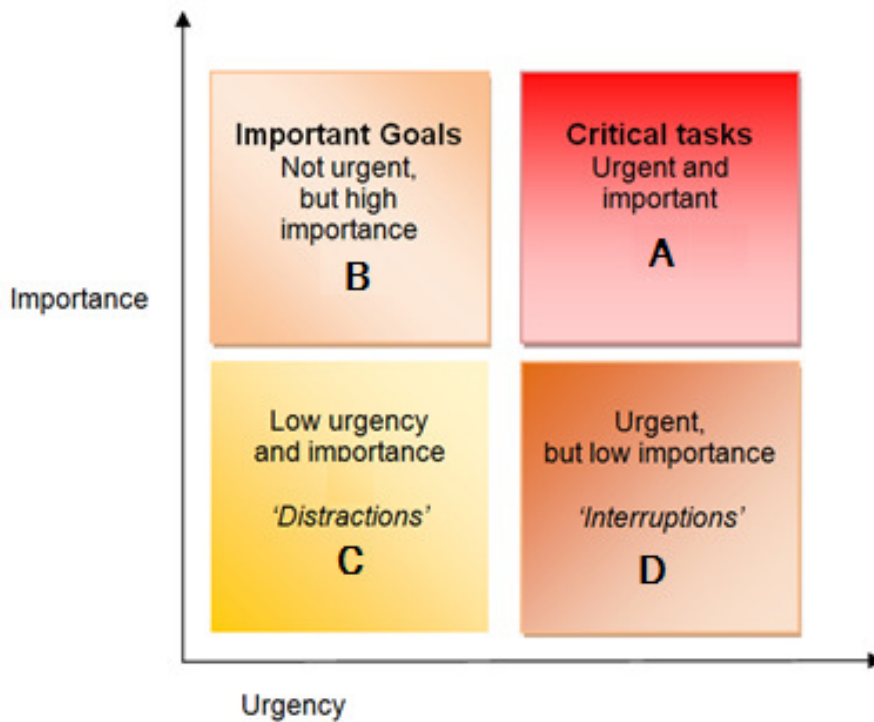 Important Goals
Not urgent,
but high
importance
B
Critical tasks
Urgent and
important
A
Importance
Low urgency
and importance
‘Distractions’
C
Urgent,
but low importance
‘Interruptions’
D
Urgency